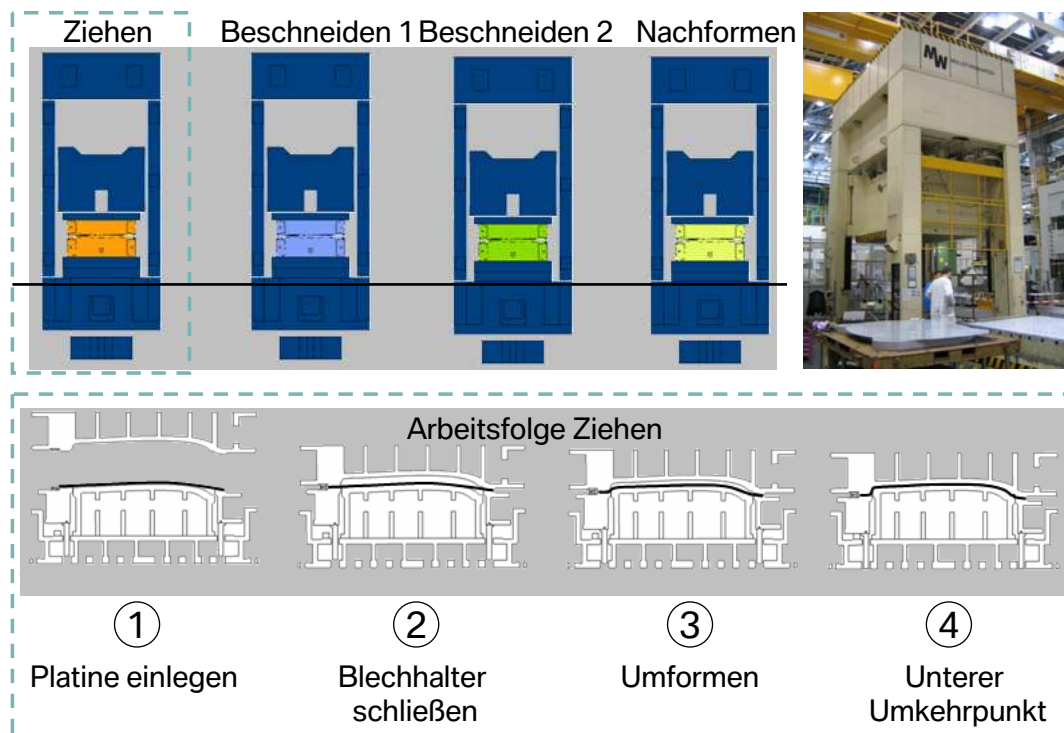 Ziehen
Beschneiden 1
Beschneiden 2
Nachformen
MW
Arbeitsfolge Ziehen
1
Platine einlegen
2
Blechhalter
schließen
3
Umformen
4
Unterer
Umkehrpunkt